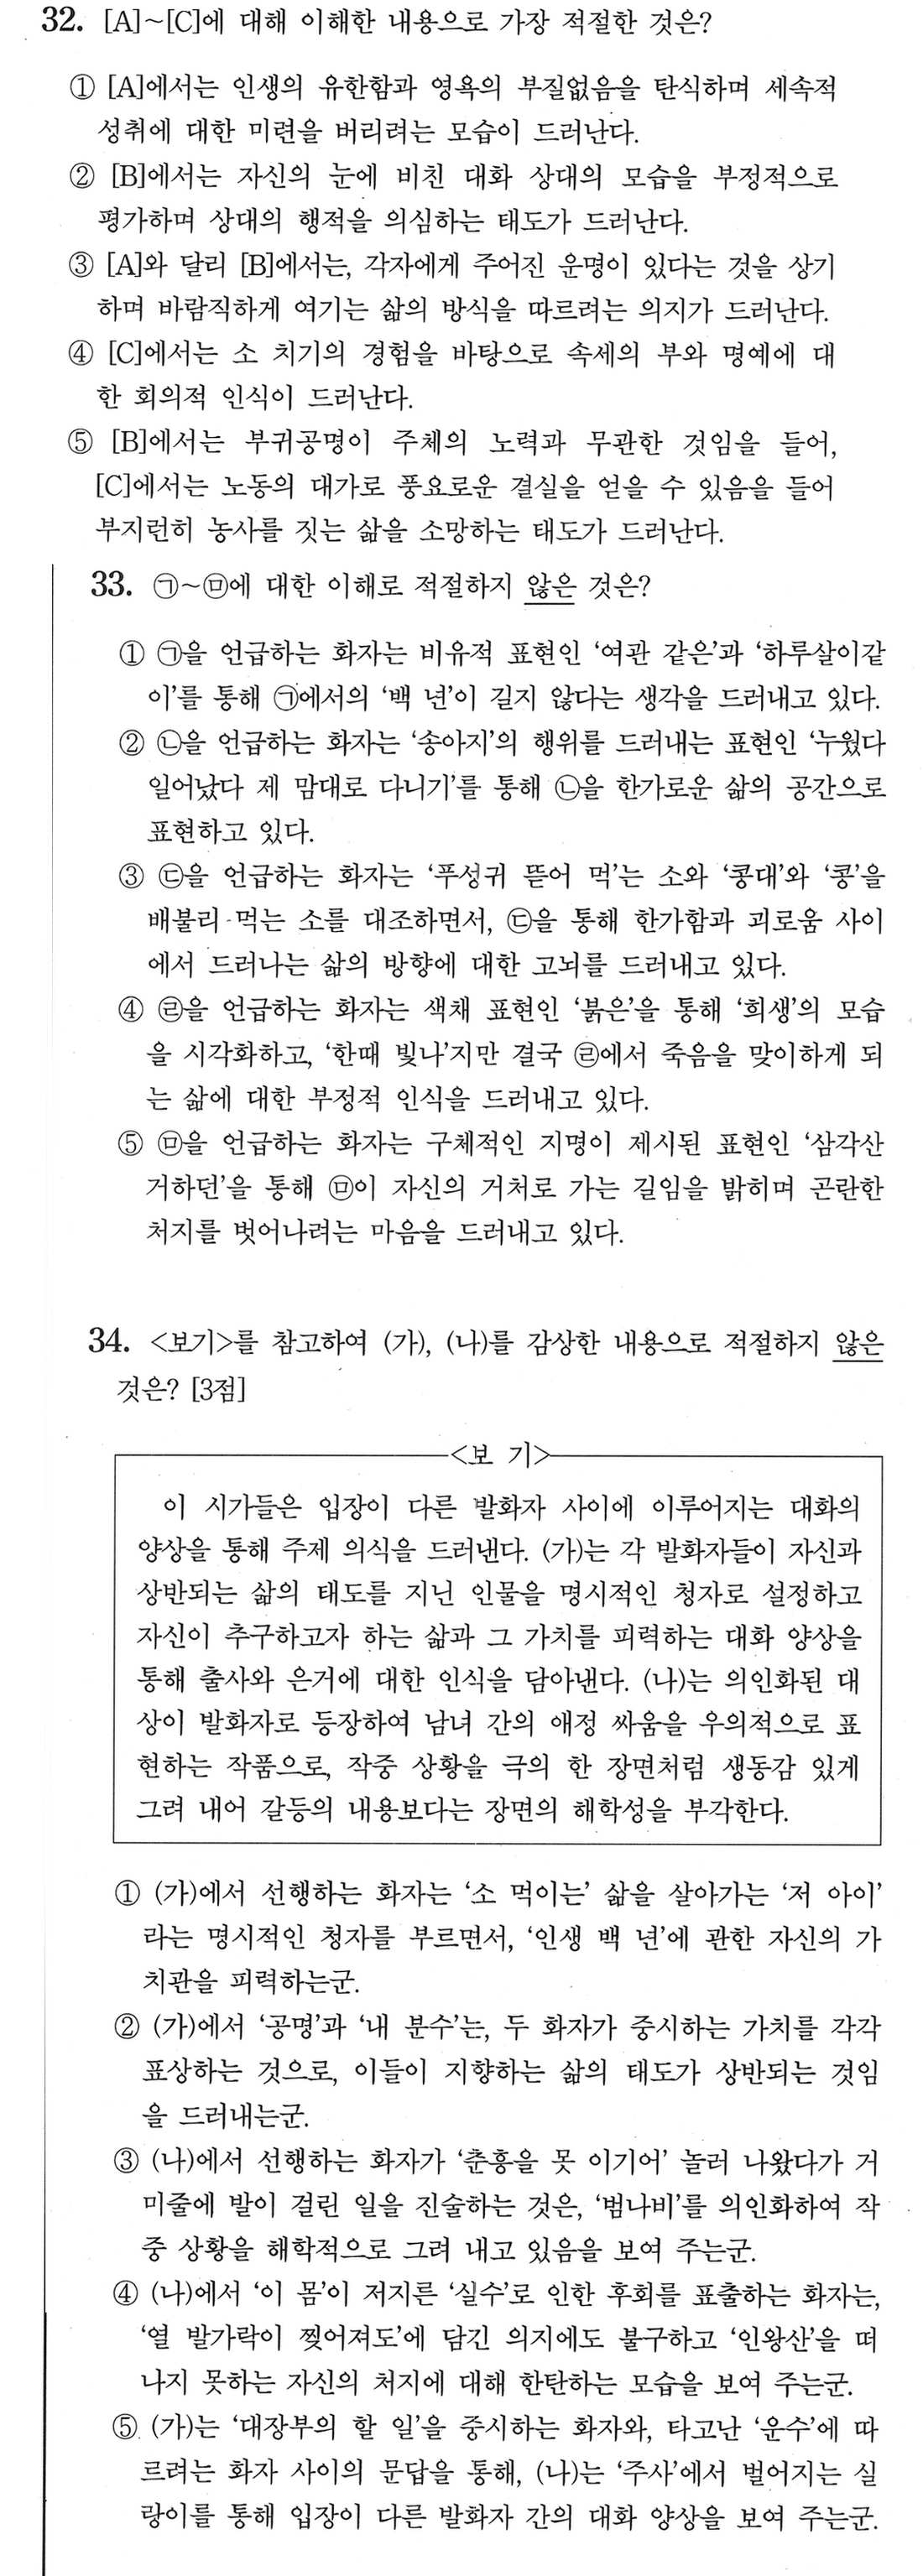 32. [A]~[C]에 대해 이해한 내용으로 가장 적절한 것은?
① [A]에서는 인생의 유한함과 영욕의 부질없음을 탄식하며 세속적
성취에 대한 미련을 버리려는 모습이 드러난다.
② [B]에서는 자신의 눈에 비친 대화 상대의 모습을 부정적으로
평가하며 상대의 행적을 의심하는 태도가 드러난다.
③ [A]와 달리 [B]에서는, 각자에게 주어진 운명이 있다는 것을 상기
하며 바람직하게 여기는 삶의 방식을 따르려는 의지가 드러난다.
④ [C]에서는 소 치기의 경험을 바탕으로 속세의 부와 명예에 대
한 회의적 인식이 드러난다.
⑤ [B]에서는 부귀공명이 주체의 노력과 무관한 것임을 들어,
[C]에서는 노동의 대가로 풍요로운 결실을 얻을 수 있음을 들어
부지런히 농사를 짓는 삶을 소망하는 태도가 드러난다.
33. ㉠~㉤에 대한 이해로 적절하지 않은 것은?
① ㉠을 언급하는 화자는 비유적 표현인 ‘여관 같은’과 ‘하루살이같
이’를 통해 ㉠에서의 ‘백 년’이 길지 않다는 생각을 드러내고 있다.
② ㉡을 언급하는 화자는 ‘송아지’의 행위를 드러내는 표현인 ‘누웠다
일어났다 제 맘대로 다니기’를 통해 ㉡을 한가로운 삶의 공간으로
표현하고 있다.
③ ㉢을 언급하는 화자는 ‘푸성귀 뜯어 먹’는 소와 ‘콩대’와 ‘콩’을
배불리 먹는 소를 대조하면서, ㉢을 통해 한가함과 괴로움 사이
에서 드러나는 삶의 방향에 대한 고뇌를 드러내고 있다.
④ ㉣을 언급하는 화자는 색채 표현인 ‘붉은’을 통해 ‘희생’의 모습
을 시각화하고, ‘한때 빛나’지만 결국 ㉣에서 죽음을 맞이하게 되
는 삶에 대한 부정적 인식을 드러내고 있다.
⑤ ㉤을 언급하는 화자는 구체적인 지명이 제시된 표현인 ‘삼각산
거하던’을 통해 ㉤이 자신의 거처로 가는 길임을 밝히며 곤란한
처지를 벗어나려는 마음을 드러내고 있다.
34. <보기>를 참고하여 (가), (나)를 감상한 내용으로 적절하지 않은
것은? [3점]
<보 기>
이 시가들은 입장이 다른 발화자 사이에 이루어지는 대화의
양상을 통해 주제 의식을 드러낸다. (가)는 각 발화자들이 자신과
상반되는 삶의 태도를 지닌 인물을 명시적인 청자로 설정하고
자신이 추구하고자 하는 삶과 그 가치를 피력하는 대화 양상을
통해 출사와 은거에 대한 인식을 담아낸다. (나)는 의인화된 대
상이 발화자로 등장하여 남녀 간의 애정 싸움을 우의적으로 표
현하는 작품으로, 작중 상황을 극의 한 장면처럼 생동감 있게
그려 내어 갈등의 내용보다는 장면의 해학성을 부각한다.
① (가)에서 선행하는 화자는 ‘소 먹이는’ 삶을 살아가는 ‘저 아이’
라는 명시적인 청자를 부르면서, ‘인생 백 년’에 관한 자신의 가
치관을 피력하는군.
② (가)에서 ‘공명’과 ‘내 분수’는, 두 화자가 중시하는 가치를 각각
표상하는 것으로, 이들이 지향하는 삶의 태도가 상반되는 것임
을 드러내는군.
③ (나)에서 선행하는 화자가 ‘춘흥을 못 이기어’ 놀러 나왔다가 거
미줄에 발이 걸린 일을 진술하는 것은, ‘범나비’를 의인화하여 작
중 상황을 해학적으로 그려 내고 있음을 보여 주는군.
④ (나)에서 ‘이 몸’이 저지른 ‘실수’로 인한 후회를 표출하는 화자는,
‘열 발가락이 찢어져도’에 담긴 의지에도 불구하고 ‘인왕산’을 떠
나지 못하는 자신의 처지에 대해 한탄하는 모습을 보여 주는군.
⑤ (가)는 ‘대장부의 할 일’을 중시하는 화자와, 타고난 ‘운수’에 따
르려는 화자 사이의 문답을 통해, (나)는 ‘주사’에서 벌어지는 실
랑이를 통해 입장이 다른 발화자 간의 대화 양상을 보여 주는군.